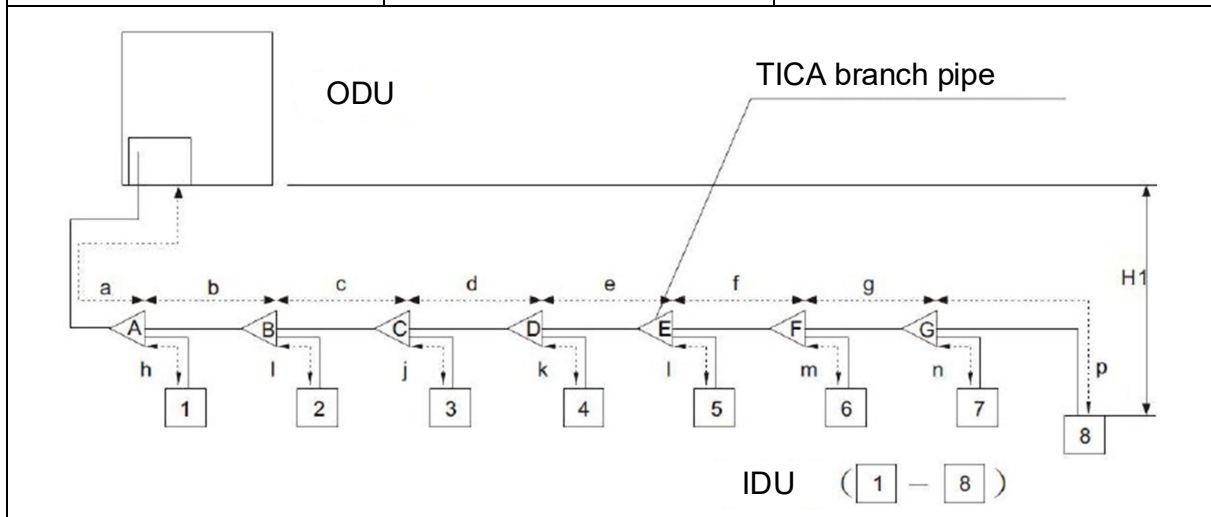 ODU
TICA branch pipe
H1
a b c d e f g
A B C D E F G
h l j k l m n p
1 2 3 4 5 6 7
8
IDU ( 1 — 8 )